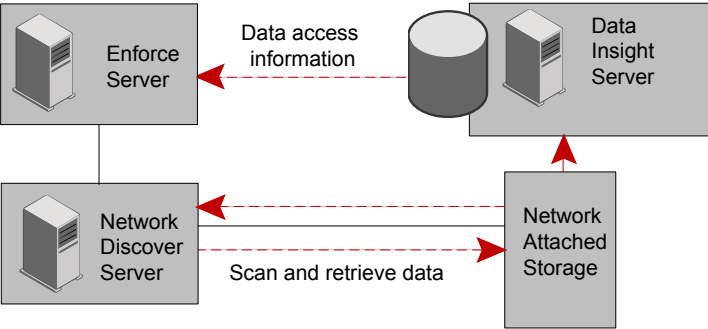 Enforce
Server
Data access
information
Data
Insight
Server
Network
Discover
Server
Scan and retrieve data
Network
Attached
Storage